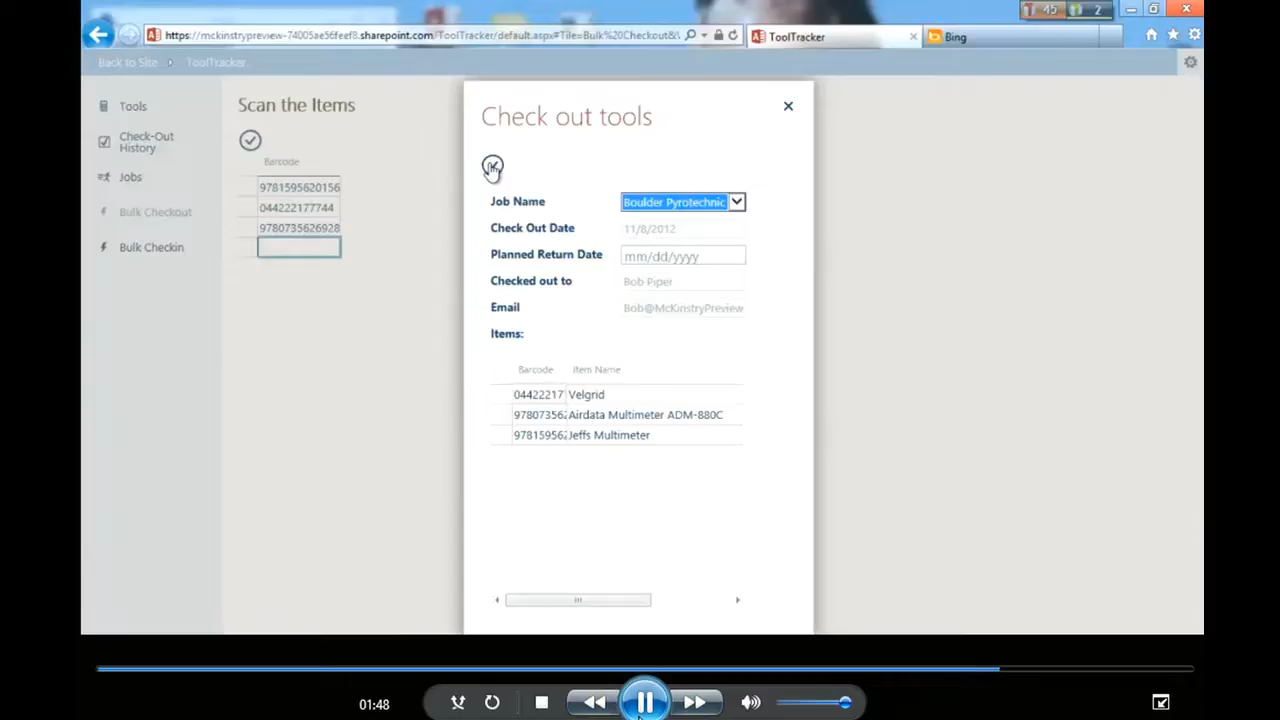 45 2
https://mckinstrypreview-74005ae56feef8.sharepoint.com/ToolTracker/default.aspx#Tile=Bulk%20Checkout&
ToolTracker
Bing
Back to Site
ToolTracker
Tools
Check-Out
History
Jobs
Bulk Checkout
Bulk Checkin
Scan the Items
Barcode
9781595620156
044222177744
9780735626928
Check out tools
Job Name Boulder Pyrotechnic
Check Out Date 11/8/2012
Planned Return Date mm/dd/yyyy
Checked out to Bob Piper
Email Bob@McKinstryPreview
Items:
Barcode Item Name
04422217 Velgrid
97807356 Airdata Multimeter ADM-880C
97815956 Jeffs Multimeter
01:48